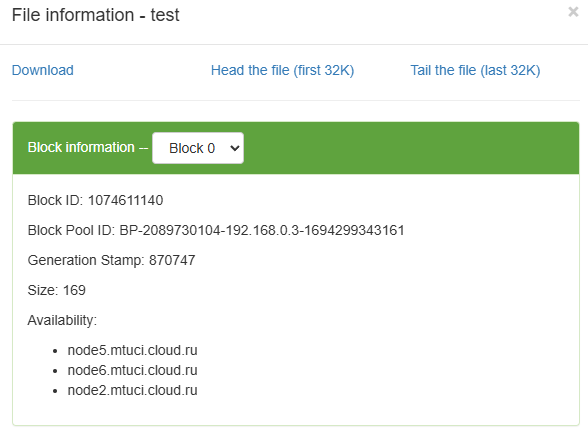 File information - test
×
Download Head the file (first 32K) Tail the file (last 32K)
Block information -- Block 0
Block ID: 1074611140
Block Pool ID: BP-2089730104-192.168.0.3-1694299343161
Generation Stamp: 870747
Size: 169
Availability:
• node5.mtuci.cloud.ru
• node6.mtuci.cloud.ru
• node2.mtuci.cloud.ru